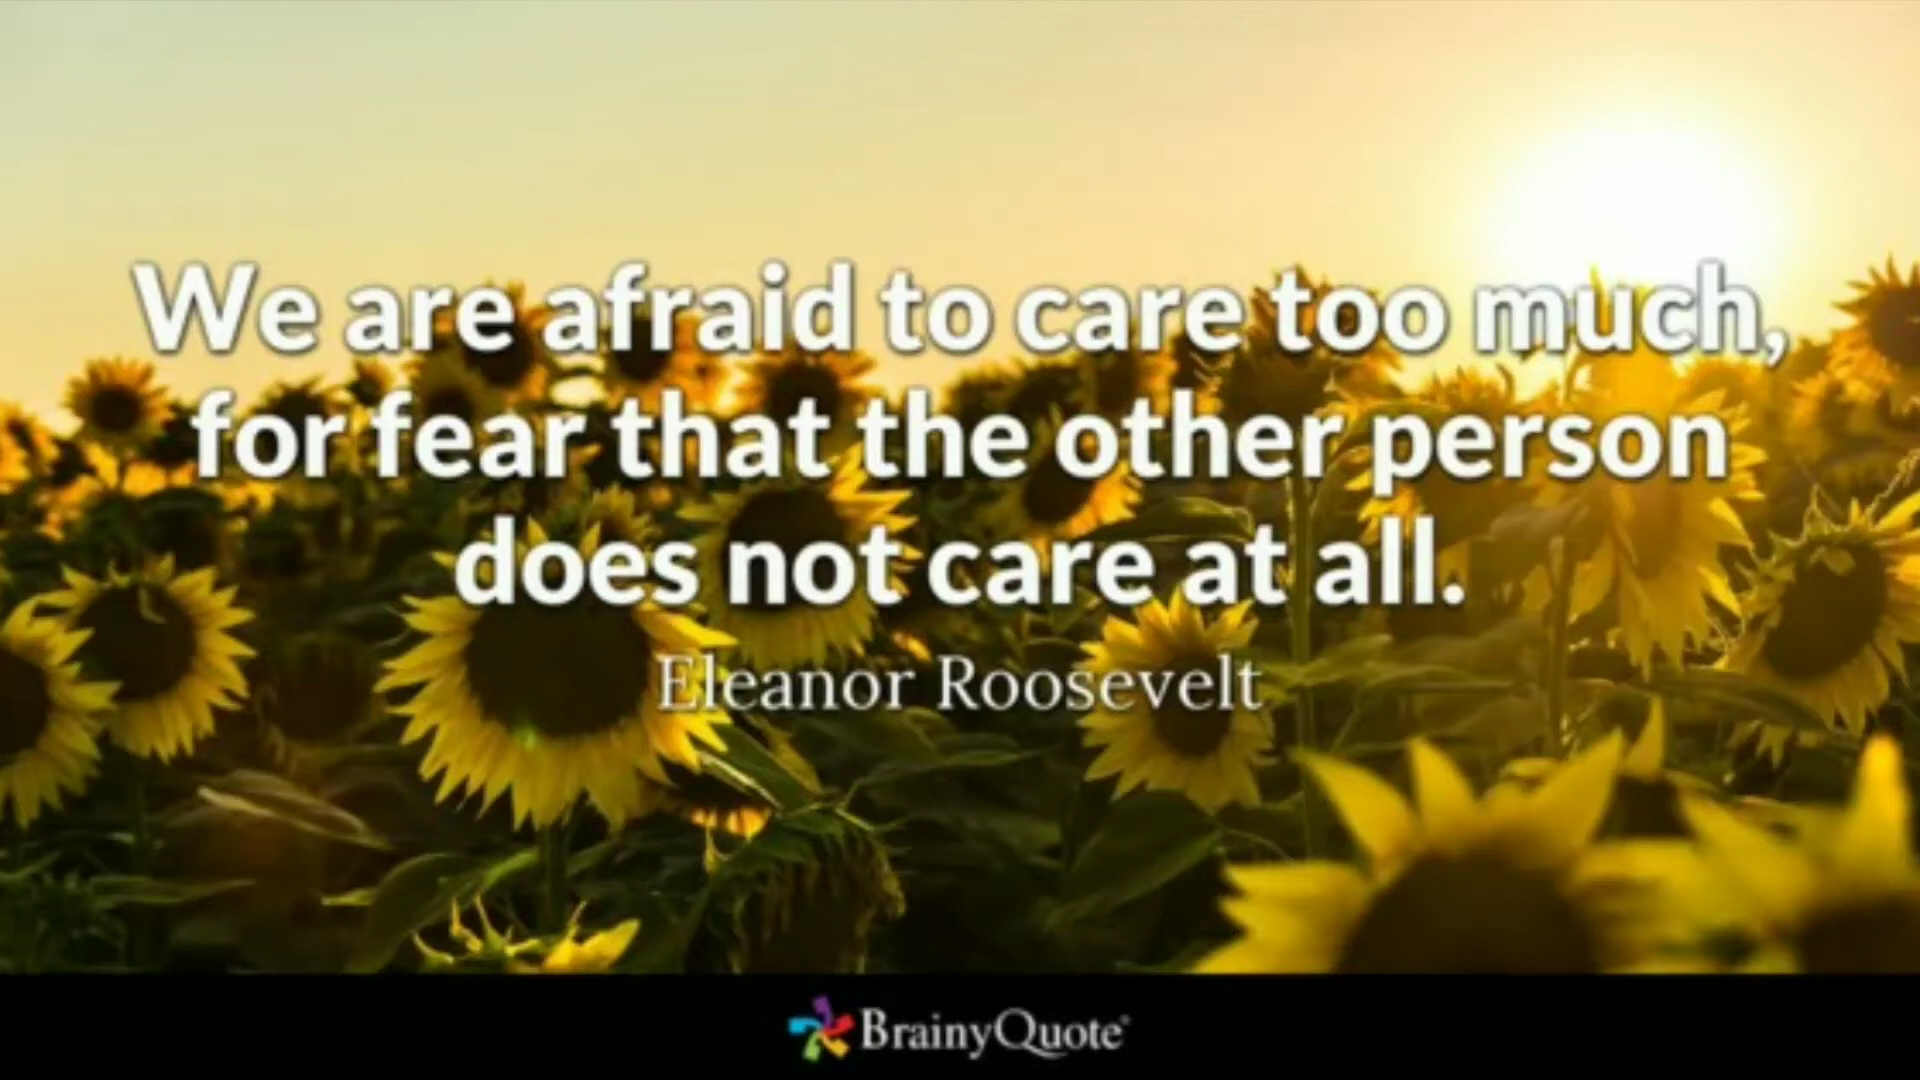 We are afraid to care too much,
for fear that the other person
does not care at all.
Eleanor Roosevelt
BrainyQuote®